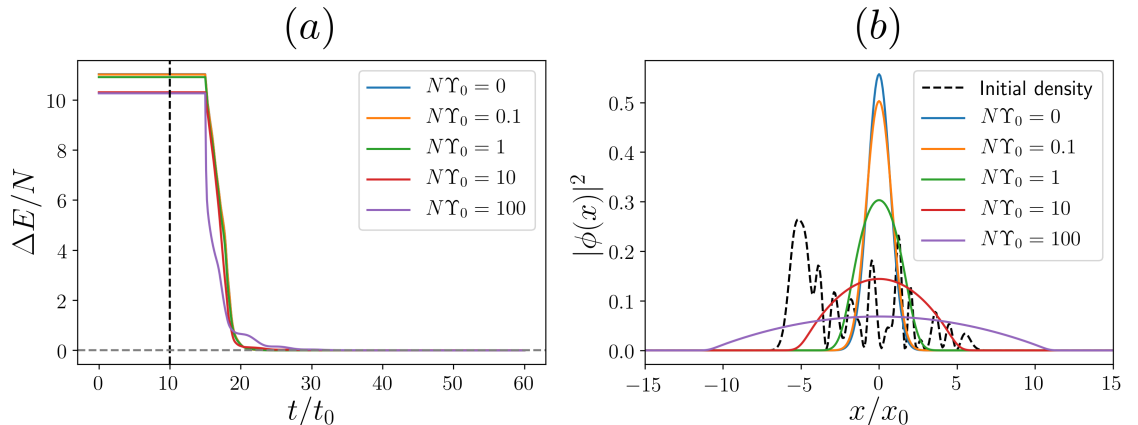 (a)
ΔE/N
10
8
6
4
2
0
0 10 20 30 40 50 60
t/t₀
NΥ₀ = 0
NΥ₀ = 0.1
NΥ₀ = 1
NΥ₀ = 10
NΥ₀ = 100
(b)
|ϕ(x)|²
0.5
0.4
0.3
0.2
0.1
0.0
−15 −10 −5 0 5 10 15
x/x₀
Initial density
NΥ₀ = 0
NΥ₀ = 0.1
NΥ₀ = 1
NΥ₀ = 10
NΥ₀ = 100